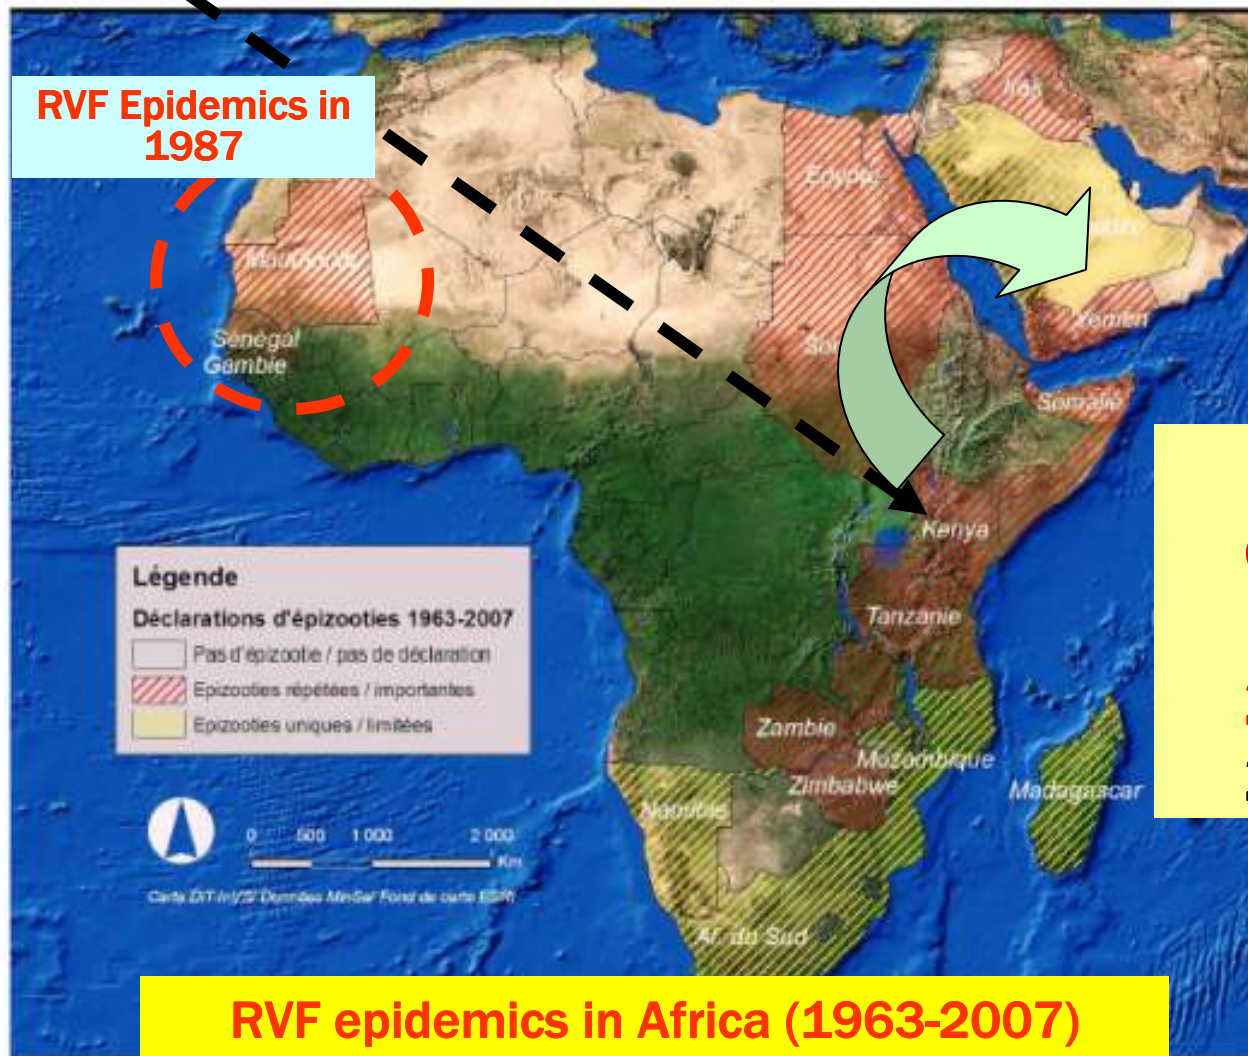 RVF Epidemics in
1987
Irak
Egypte
Yemen
Somalie
Sénégal
Gambie
Kenya
Légende
Déclarations d'épizooties 1963-2007
Pas d'épizootie / pas de déclaration
Epizooties répétées / importantes
Epizooties uniques / limitées
Tanzanie
Zambie
Mozambique
Zimbabwe
Madagascar
Namibie
0 500 1 000 2 000
Km
Af. du Sud
RVF epidemics in Africa (1963-2007)